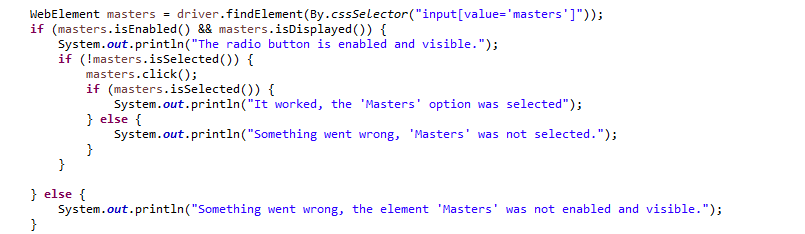 WebElement masters = driver.findElement(By.cssSelector("input[value='masters']"));
if (masters.isEnabled() && masters.isDisplayed()) {
    System.out.println("The radio button is enabled and visible.");
    if (!masters.isSelected()) {
        masters.click();
        if (masters.isSelected()) {
            System.out.println("It worked, the 'Masters' option was selected");
        } else {
            System.out.println("Something went wrong, 'Masters' was not selected.");
        }
    }
} else {
    System.out.println("Something went wrong, the element 'Masters' was not enabled and visible.");
}